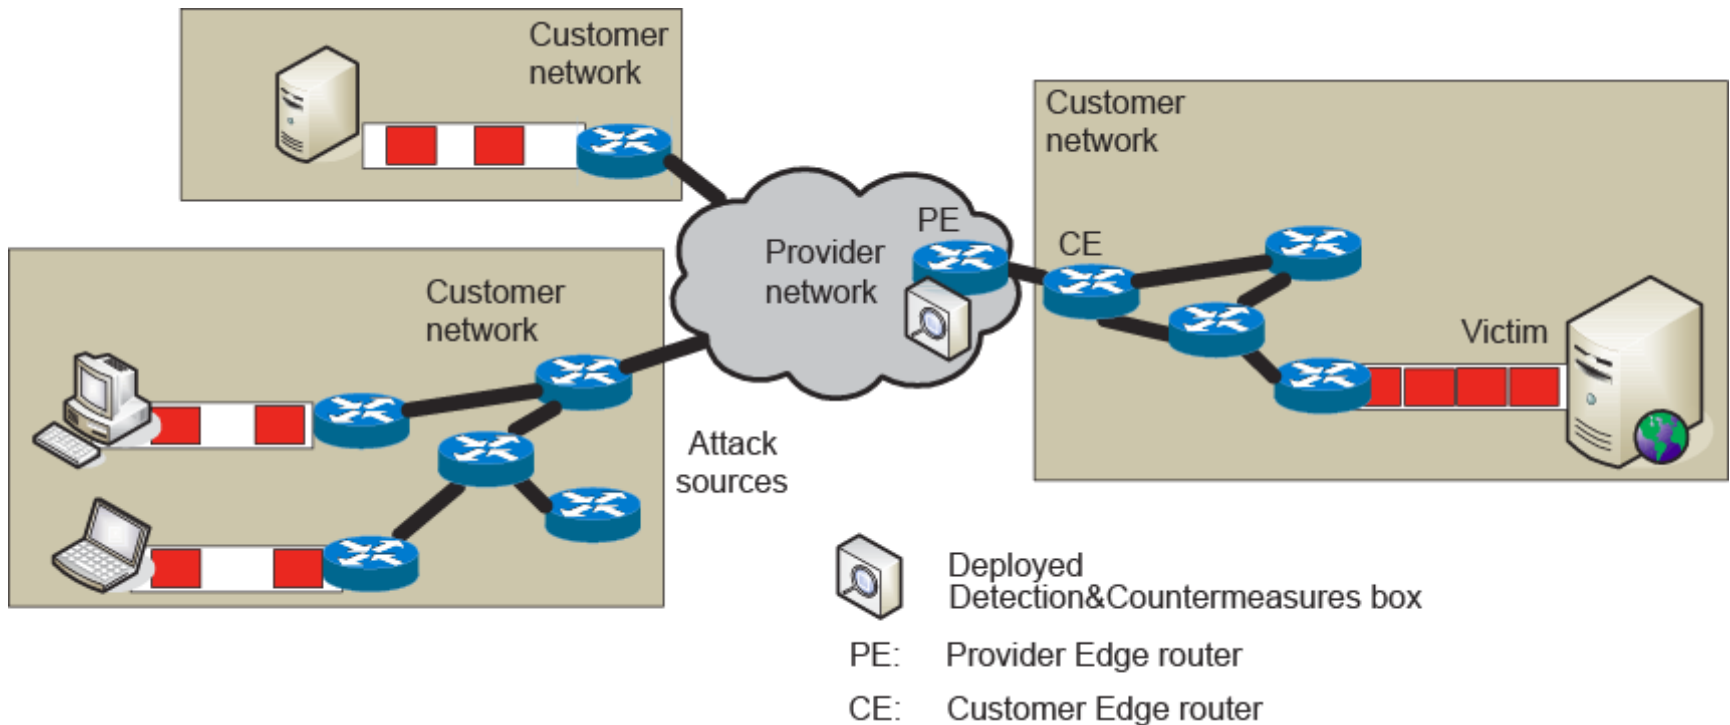 Customer
network
Customer
network
PE
CE
Provider
network
Customer
network
Victim
Attack
sources
Deployed
Detection&Countermeasures box
PE: Provider Edge router
CE: Customer Edge router